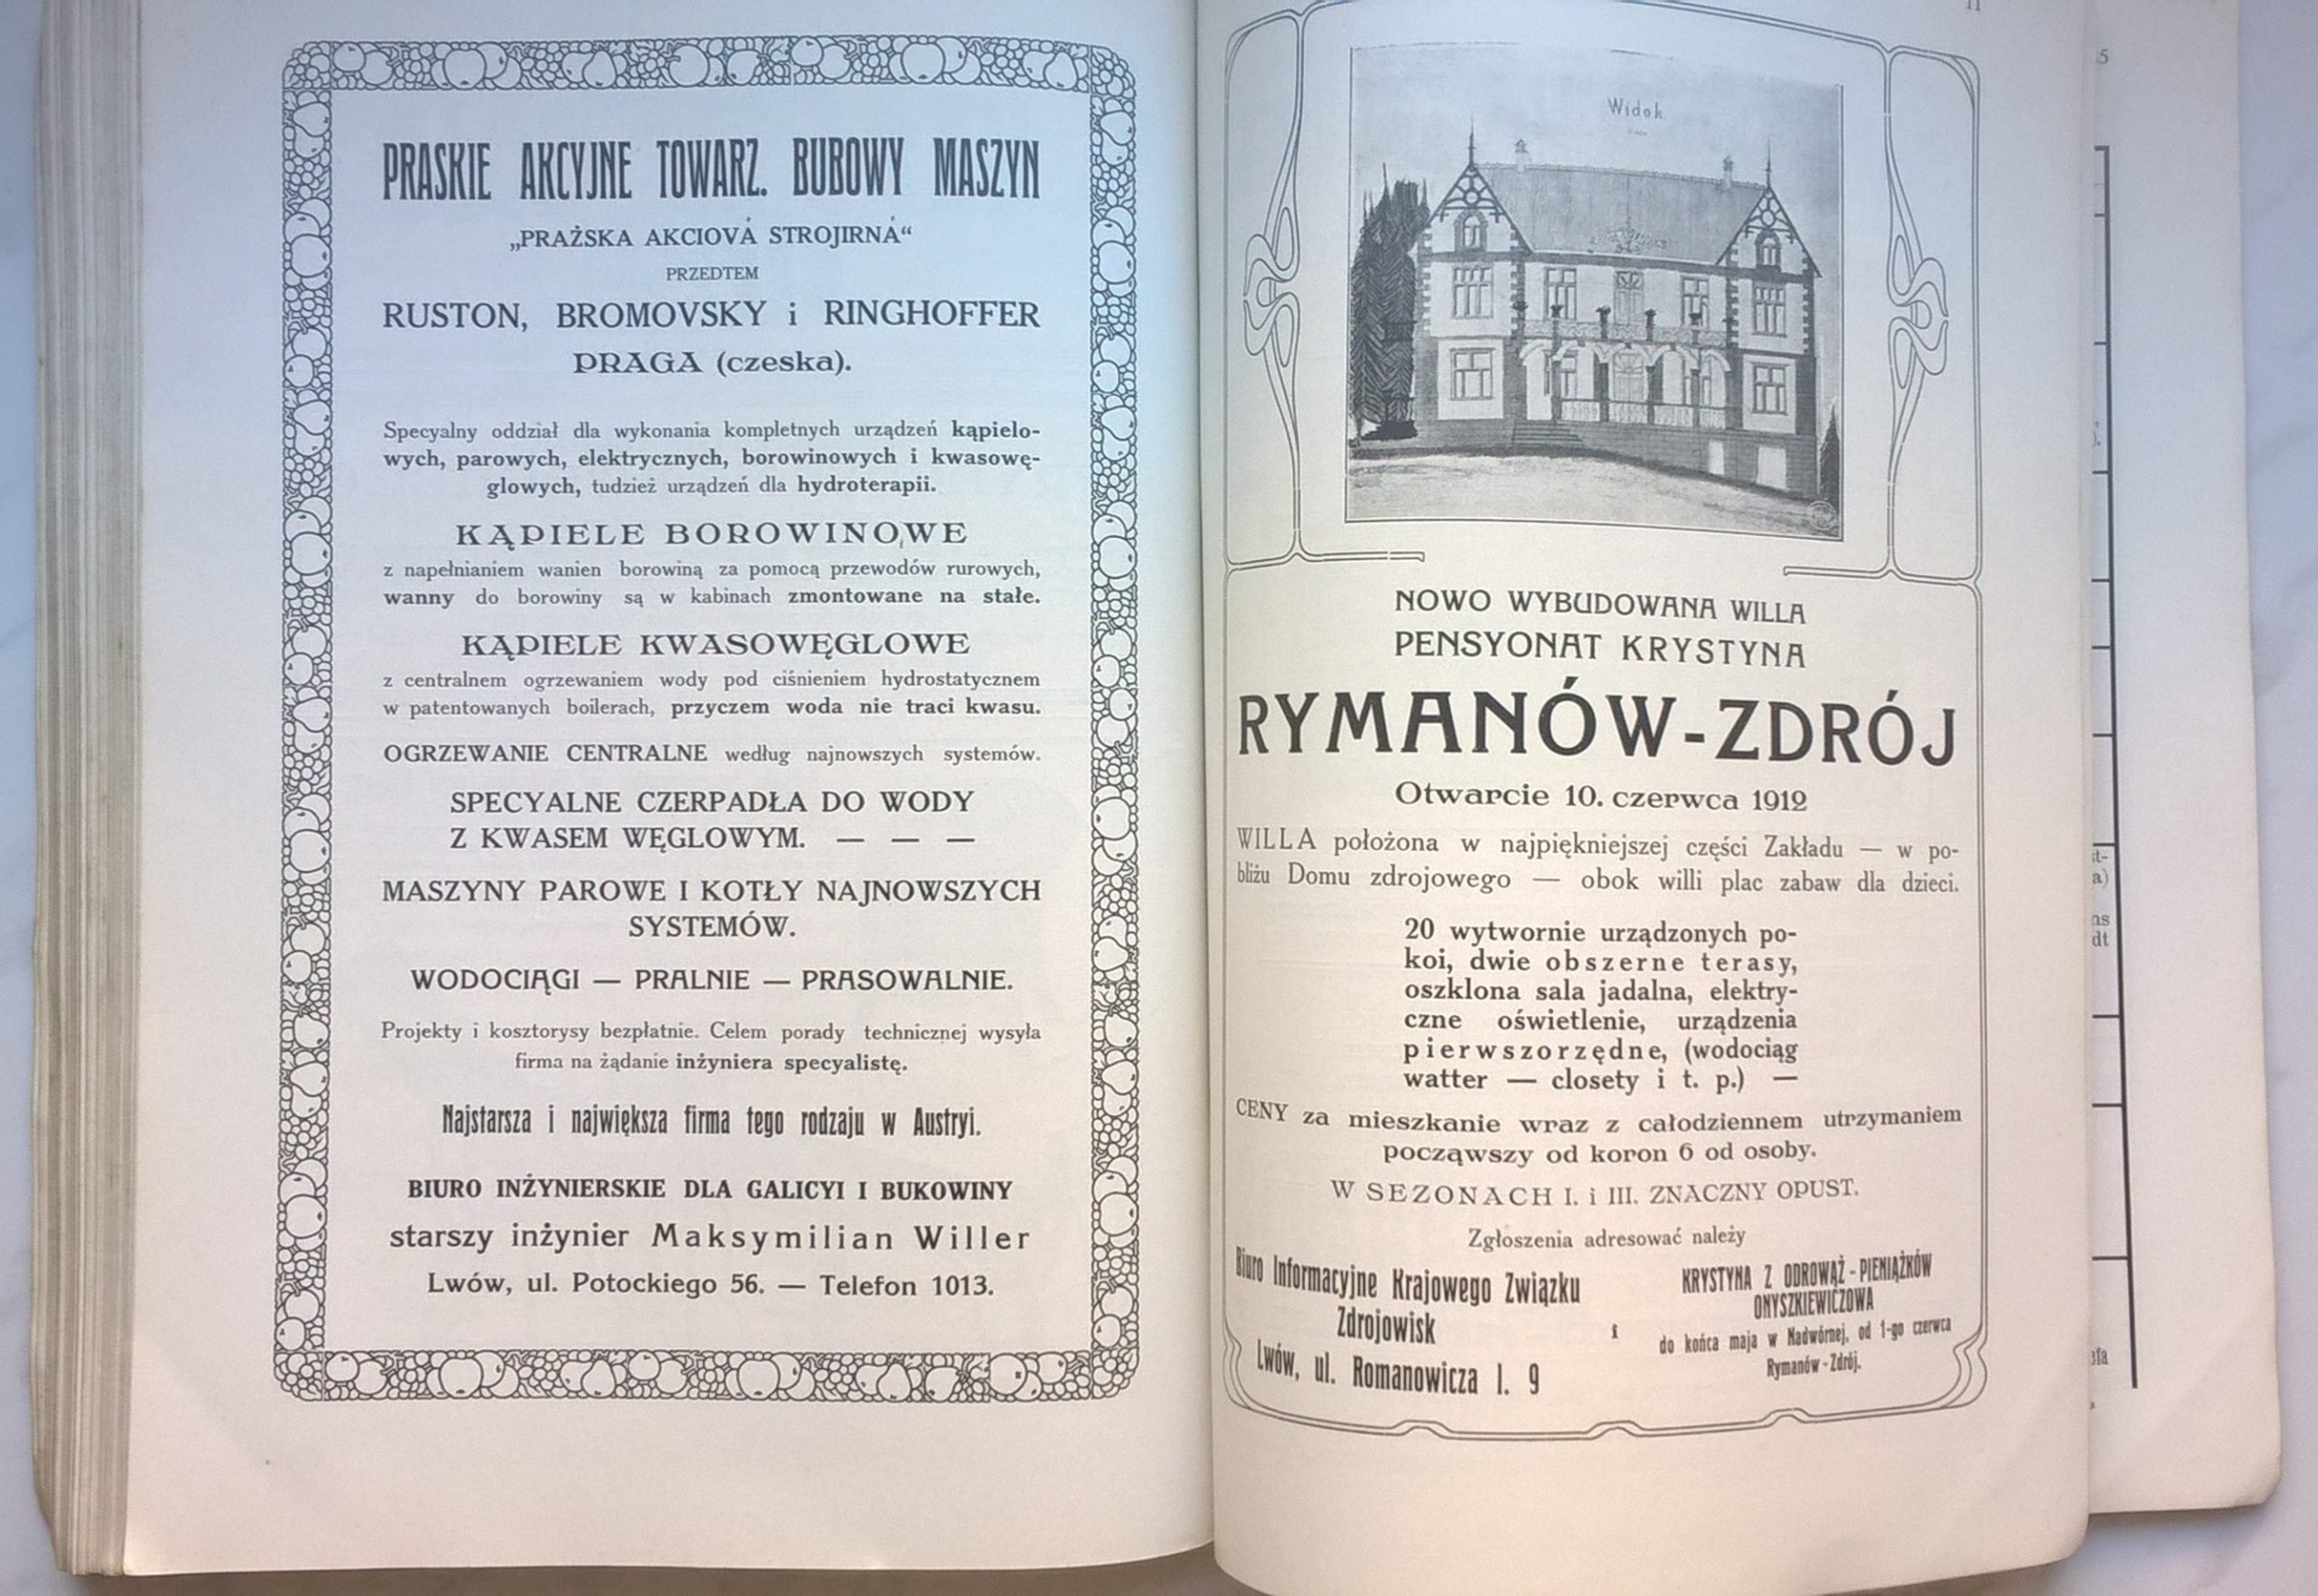 PRASKIE AKCYJNE TOWARZ. BUBOWY MASZYN
„PRAŻSKA AKCIOVÁ STROJIRNÁ“
PRZEDTEM
RUSTON, BROMOVSKY i RINGHOFFER
PRAGA (czeska).
Specyalny oddział dla wykonania kompletnych urządzeń kąpielo-
wych, parowych, elektrycznych, borowinowych i kwasowę-
glowych, tudzież urządzeń dla hydroterapii.
KĄPIELE BOROWINOWE
z napełnianiem wanien borowiną za pomocą przewodów rurowych,
wanny do borowiny są w kabinach zmontowane na stałe.
KĄPIELE KWASOWĘGLOWE
z centralnem ogrzewaniem wody pod ciśnieniem hydrostatycznem
w patentowanych boilerach, przyczem woda nie traci kwasu.
OGRZEWANIE CENTRALNE według najnowszych systemów.
SPECYALNE CZERPADŁA DO WODY
Z KWASEM WĘGLOWYM. — — —
MASZYNY PAROWE I KOTŁY NAJNOWSZYCH
SYSTEMÓW.
WODOCIĄGI — PRALNIE — PRASOWALNIE.
Projekty i kosztorysy bezpłatnie. Celem porady technicznej wysyła
firma na żądanie inżyniera specyalistę.
Najstarsza i największa firma tego rodzaju w Austryi.
BIURO INŻYNIERSKIE DLA GALICYI I BUKOWINY
starszy inżynier Maksymilian Willer
Lwów, ul. Potockiego 56. — Telefon 1013.
11
Widok
NOWO WYBUDOWANA WILLA
PENSYONAT KRYSTYNA
RYMANÓW-ZDRÓJ
Otwarcie 10. czerwca 1912
WILLA położona w najpiękniejszej części Zakładu — w po-
bliżu Domu zdrojowego — obok willi plac zabaw dla dzieci.
20 wytwornie urządzonych po-
koi, dwie obszerne terasy,
oszklona sala jadalna, elektry-
czne oświetlenie, urządzenia
pierwszorzędne, (wodociąg
watter — closety i t. p.) —
CENY za mieszkanie wraz z całodziennem utrzymaniem
począwszy od koron 6 od osoby.
W SEZONACH I. i III. ZNACZNY OPUST.
Zgłoszenia adresować należy
Biuro Informacyjne Krajowego Związku
Zdrojowisk
Lwów, ul. Romanowicza l. 9
i
KRYSTYNA Z ODROWĄŻ-PIENIĄŻKÓW
ONYSZKIEWICZOWA
do końca maja w Nadwórnej, od 1-go czerwca
Rymanów-Zdrój.
5